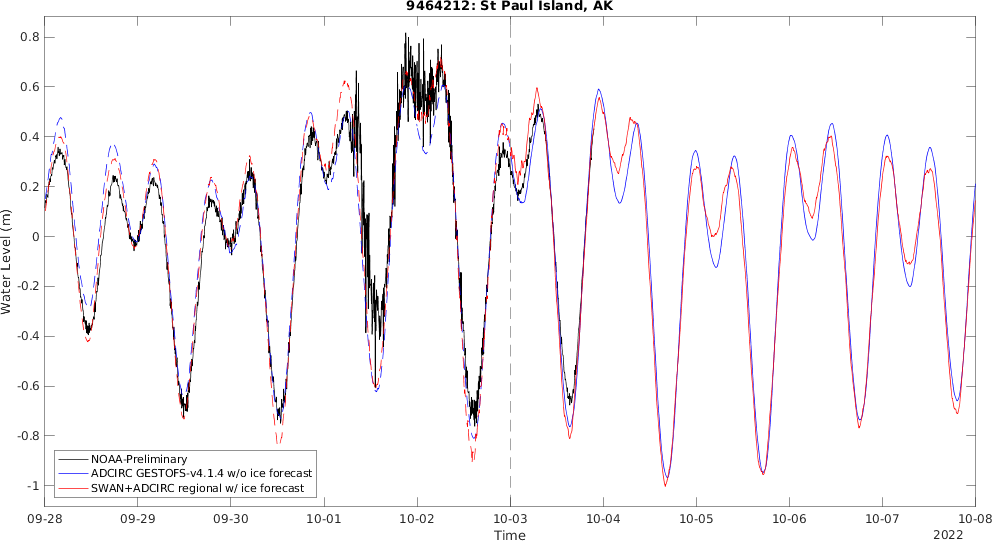 9464212: St Paul Island, AK
Water Level (m)
0.8
0.6
0.4
0.2
0
-0.2
-0.4
-0.6
-0.8
-1
NOAA-Preliminary
ADCIRC GESTOFS-v4.1.4 w/o ice forecast
SWAN+ADCIRC regional w/ ice forecast
09-28 09-29 09-30 10-01 10-02 10-03 10-04 10-05 10-06 10-07 10-08
Time
2022